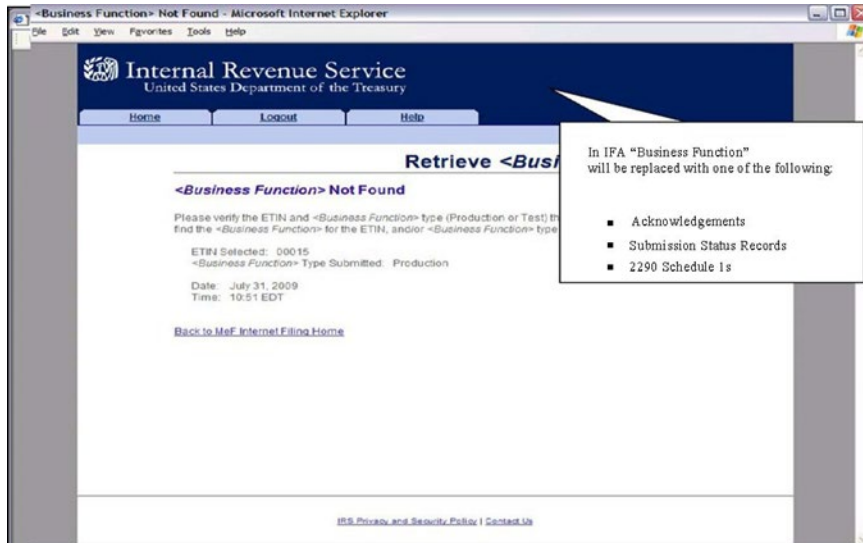 <Business Function> Not Found - Microsoft Internet Explorer
File Edit View Favorites Tools Help
Internal Revenue Service
United States Department of the Treasury
Home Logout Help
Retrieve <Busi
<Business Function> Not Found
Please verify the ETIN and <Business Function> type (Production or Test) th
find the <Business Function> for the ETIN, and/or <Business Function> type
ETIN Selected: 00015
<Business Function> Type Submitted: Production
Date: July 31, 2009
Time: 10:51 EDT
Back to MeF Internet Filing Home
In IFA “Business Function”
will be replaced with one of the following:
■ Acknowledgements
■ Submission Status Records
■ 2290 Schedule 1s
IRS Privacy and Security Policy | Contact Us